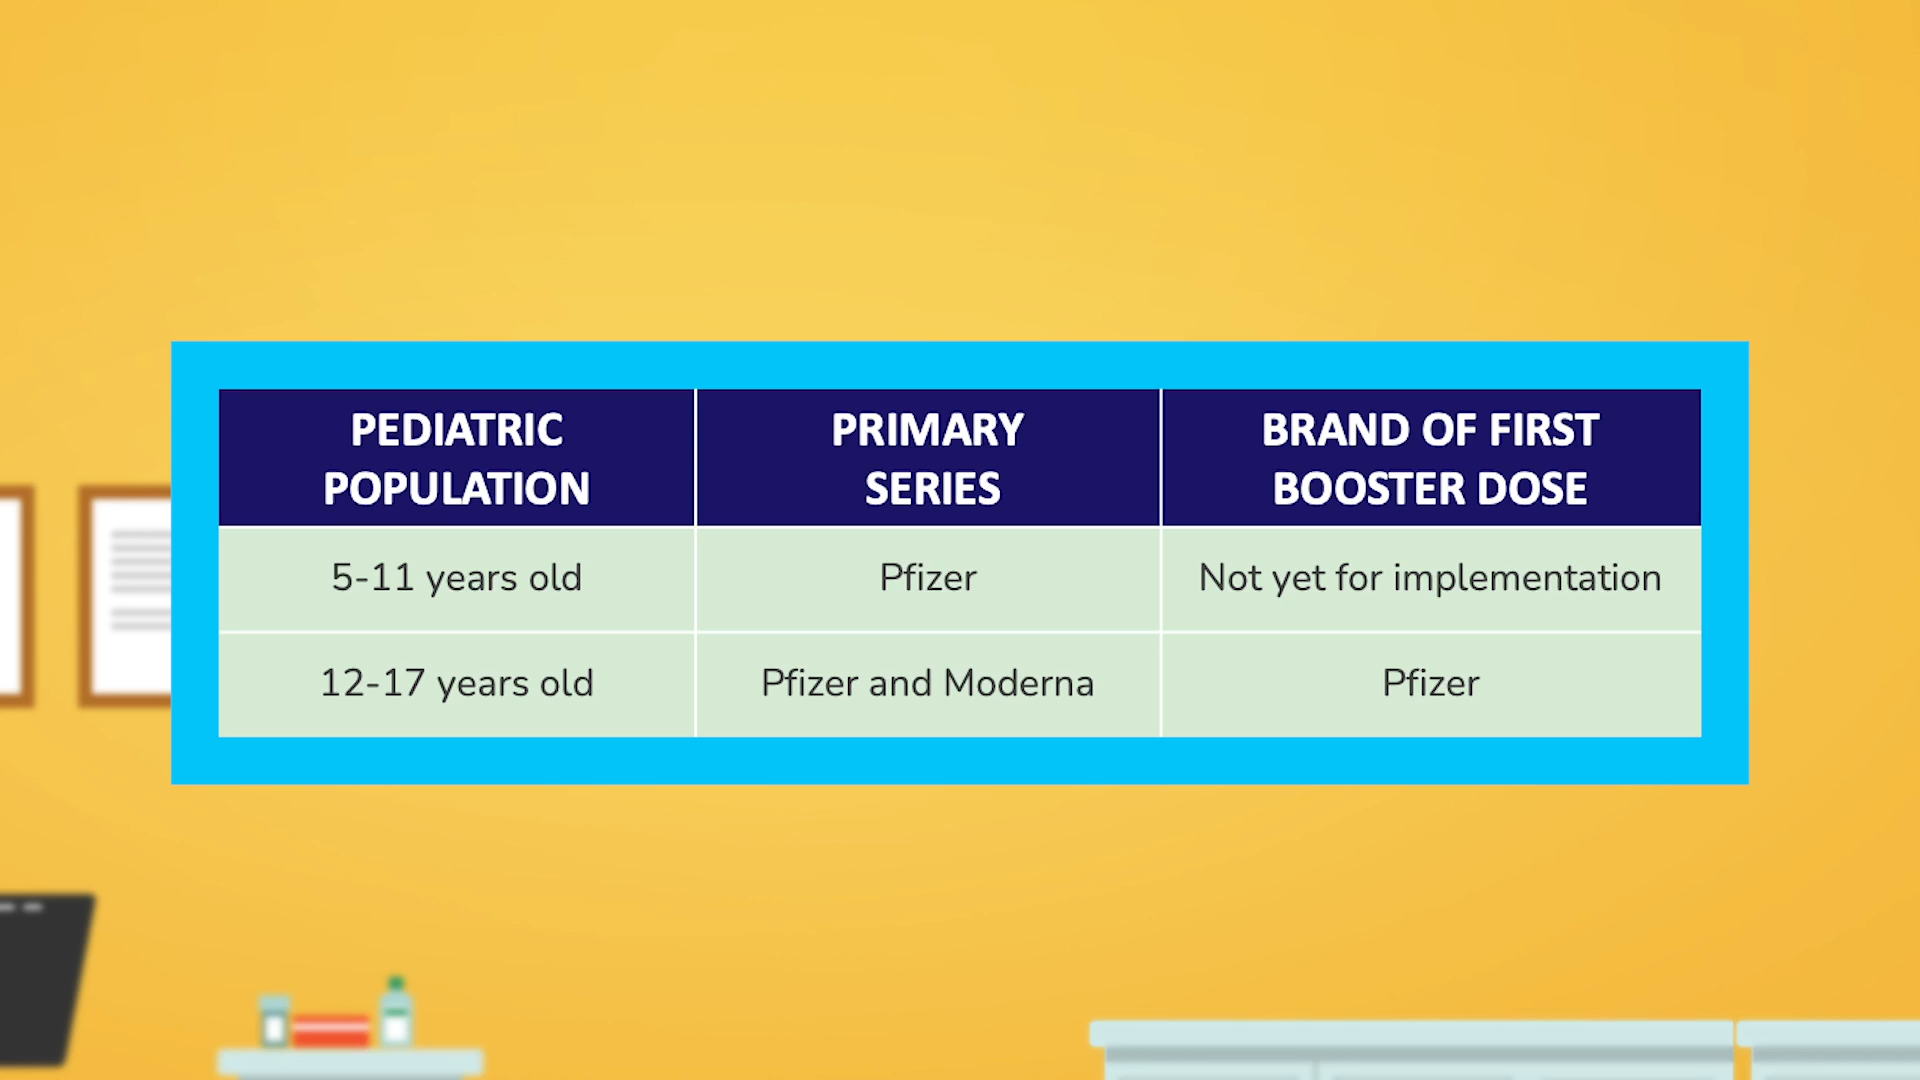 PEDIATRIC
POPULATION
PRIMARY
SERIES
BRAND OF FIRST
BOOSTER DOSE
5-11 years old
Pfizer
Not yet for implementation
12-17 years old
Pfizer and Moderna
Pfizer